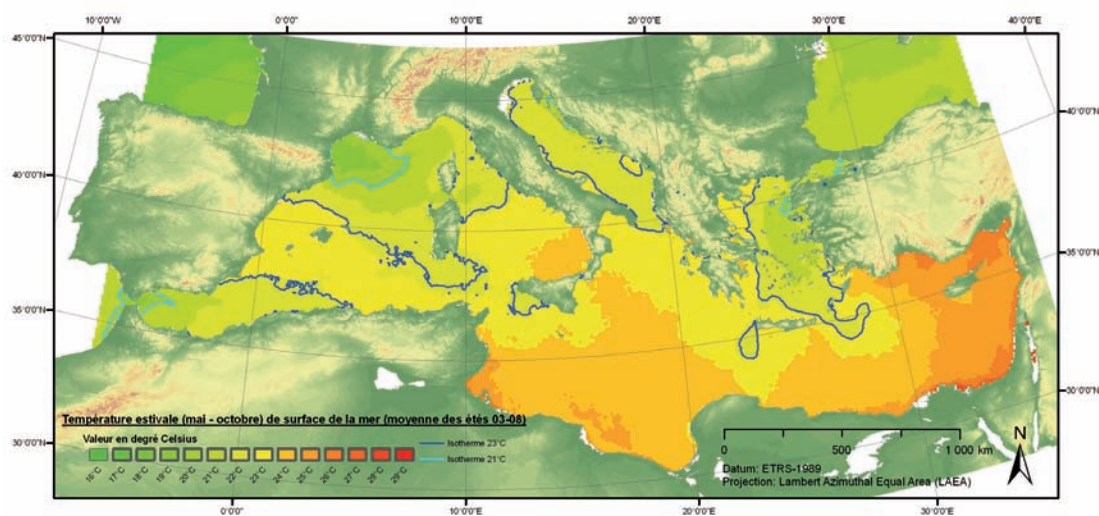 10°0'0"W 0°0'0" 10°0'0"E 20°0'0"E 30°0'0"E 40°0'0"E
45°0'0"N
40°0'0"N
40°0'0"N
35°0'0"N
35°0'0"N
30°0'0"N
30°0'0"N
Température estivale (mai - octobre) de surface de la mer (moyenne des étés 03-08)
Valeur en degré Celsius
16°C 17°C 18°C 19°C 20°C 21°C 22°C 23°C 24°C 25°C 26°C 27°C 28°C 29°C
Isotherme 23°C
Isotherme 21°C
0 500 1 000 km
Datum: ETRS-1989
Projection: Lambert Azimuthal Equal Area (LAEA)
N
0°0'0" 10°0'0"E 20°0'0"E 30°0'0"E